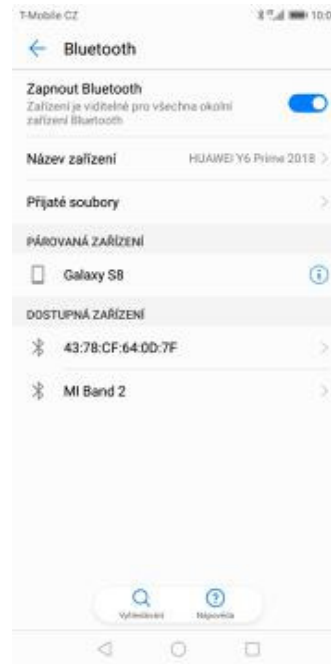 T-Mobile CZ
10:0
Bluetooth
Zapnout Bluetooth
Zařízení je viditelné pro všechna okolní
zařízení Bluetooth
Název zařízení HUAWEI Y6 Prime 2018
Přijaté soubory
PÁROVANÁ ZAŘÍZENÍ
Galaxy S8
DOSTUPNÁ ZAŘÍZENÍ
43:78:CF:64:0D:7F
MI Band 2
Vyhledávání Nápověda